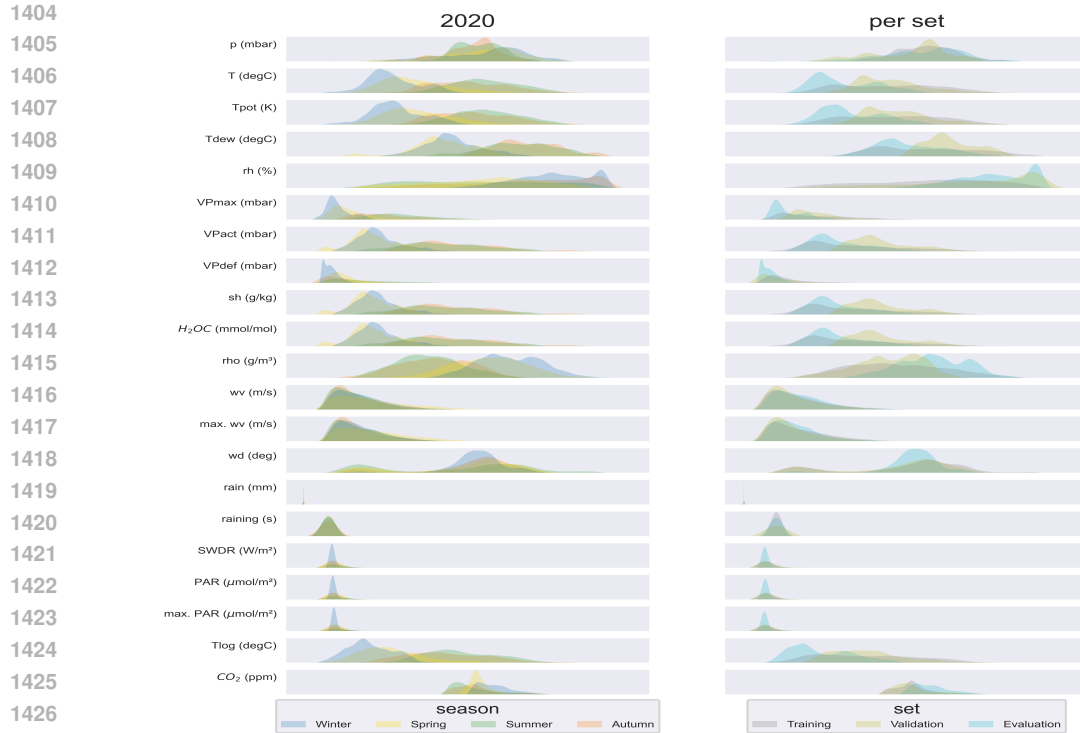 1404
2020 per set
1405 p (mbar)
1406 T (degC)
1407 Tpot (K)
1408 Tdew (degC)
1409 rh (%)
1410 VPmax (mbar)
1411 VPact (mbar)
1412 VPdef (mbar)
1413 sh (g/kg)
1414 H₂OC (mmol/mol)
1415 rho (g/m³)
1416 wv (m/s)
1417 max. wv (m/s)
1418 wd (deg)
1419 rain (mm)
1420 raining (s)
1421 SWDR (W/m²)
1422 PAR (μmol/m²)
1423 max. PAR (μmol/m²)
1424 Tlog (degC)
1425 CO₂ (ppm)
1426 season set
Winter Spring Summer Autumn Training Validation Evaluation